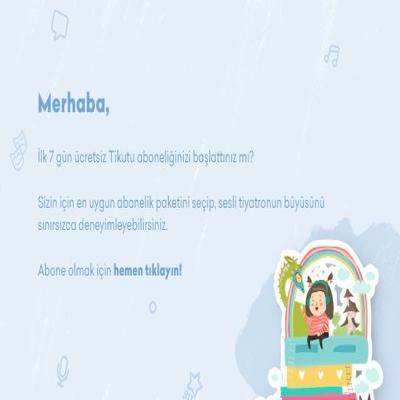 Merhaba,
İlk 7 gün ücretsiz Tikutu aboneliğinizi başlattınız mı?
Sizin için en uygun abonelik paketini seçip, sesli tiyatronun büyüsünü
sınırsızca deneyimleyebilirsiniz.
Abone olmak için hemen tıklayın!